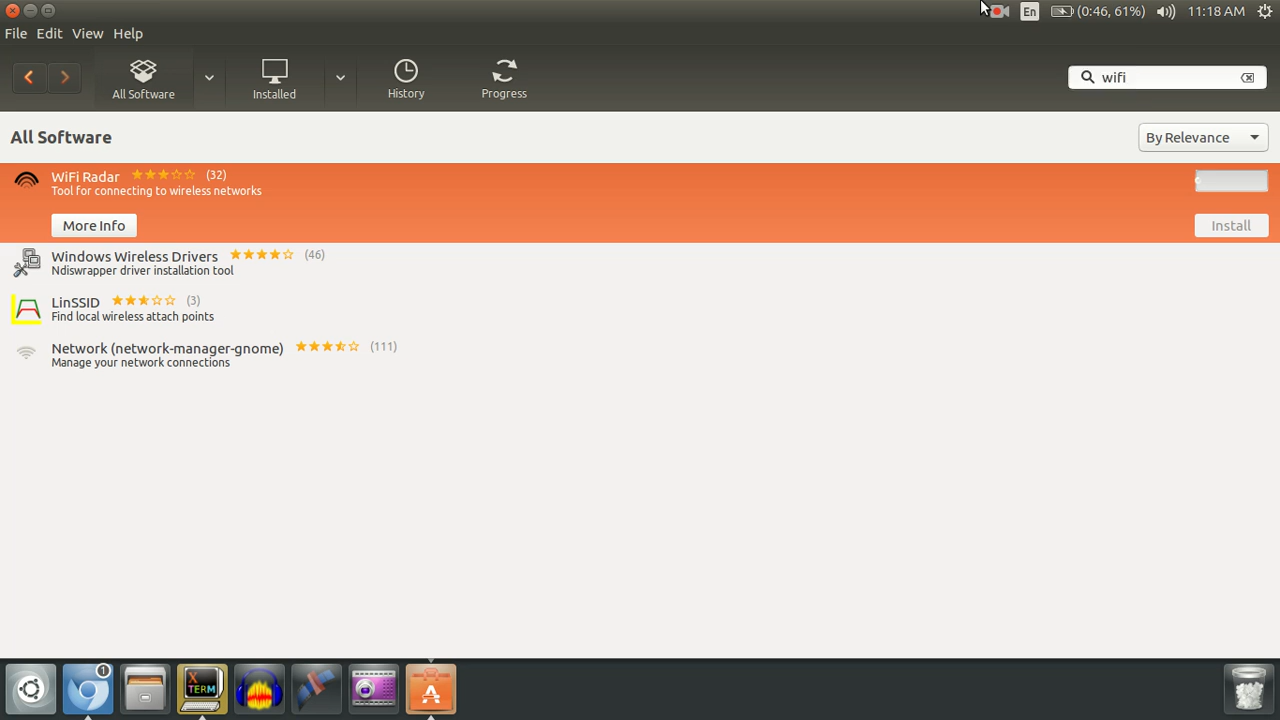 En (0:46, 61%) 11:18 AM
File Edit View Help
All Software Installed History Progress
wifi
All Software
By Relevance
WiFi Radar (32)
Tool for connecting to wireless networks
More Info Install
Windows Wireless Drivers (46)
Ndiswrapper driver installation tool
LinSSID (3)
Find local wireless attach points
Network (network-manager-gnome) (111)
Manage your network connections
1
X
TERM